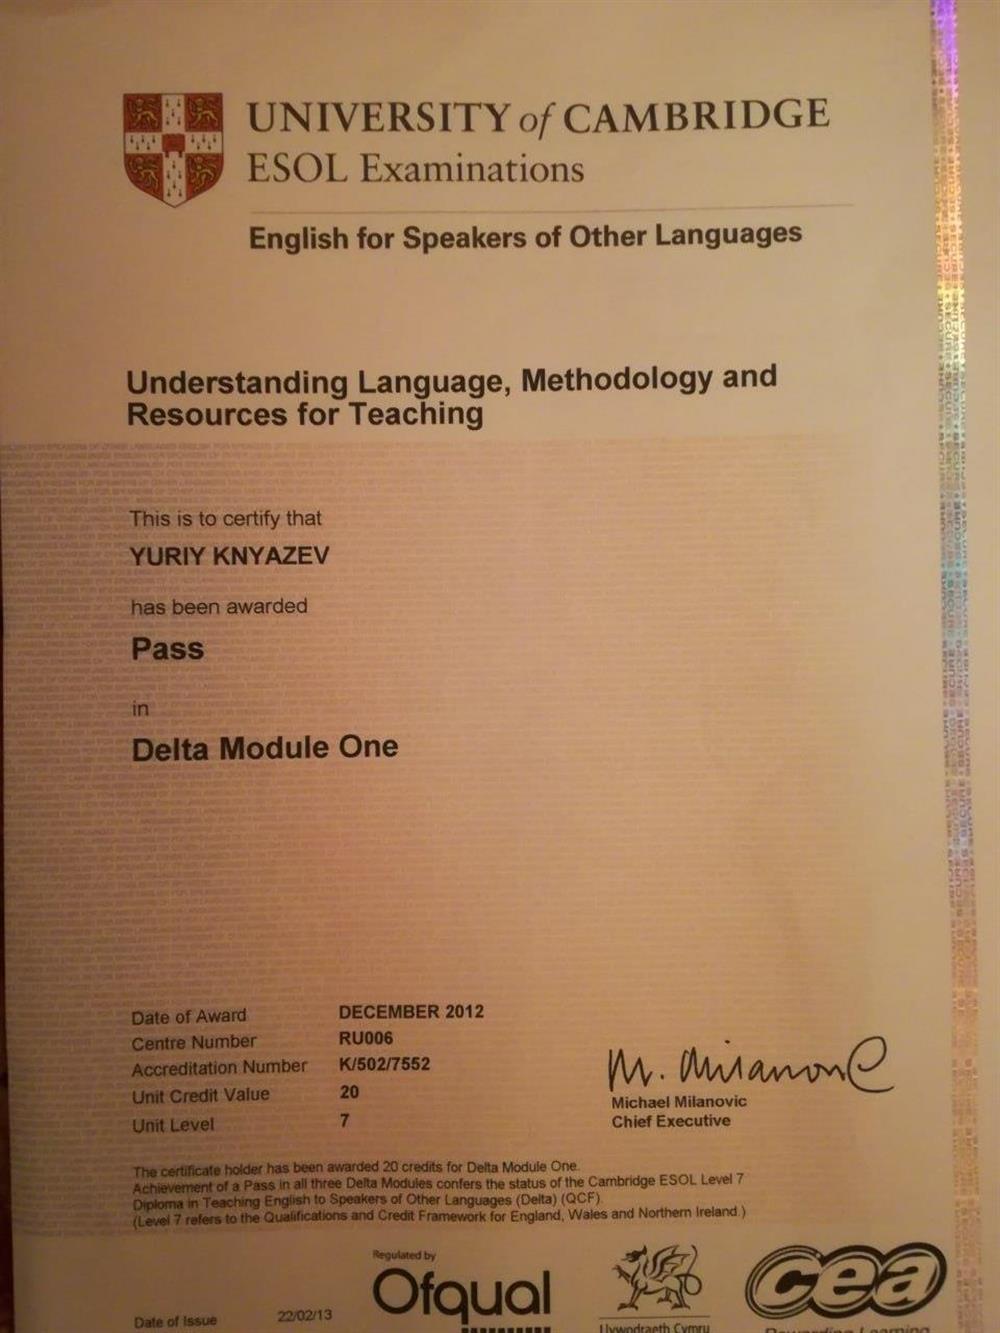 UNIVERSITY of CAMBRIDGE
ESOL Examinations
English for Speakers of Other Languages
Understanding Language, Methodology and
Resources for Teaching
This is to certify that
YURIY KNYAZEV
has been awarded
Pass
in
Delta Module One
Date of Award DECEMBER 2012
Centre Number RU006
Accreditation Number K/502/7552
Unit Credit Value 20
Unit Level 7
M. Milanovic
Michael Milanovic
Chief Executive
The certificate holder has been awarded 20 credits for Delta Module One.
Achievement of a Pass in all three Delta Modules confers the status of the Cambridge ESOL Level 7
Diploma in Teaching English to Speakers of Other Languages (Delta) (QCF).
(Level 7 refers to the Qualifications and Credit Framework for England, Wales and Northern Ireland.)
Date of Issue 22/02/13
Regulated by
Ofqual
Llywodraeth Cymru
cea
Rewarding Learning